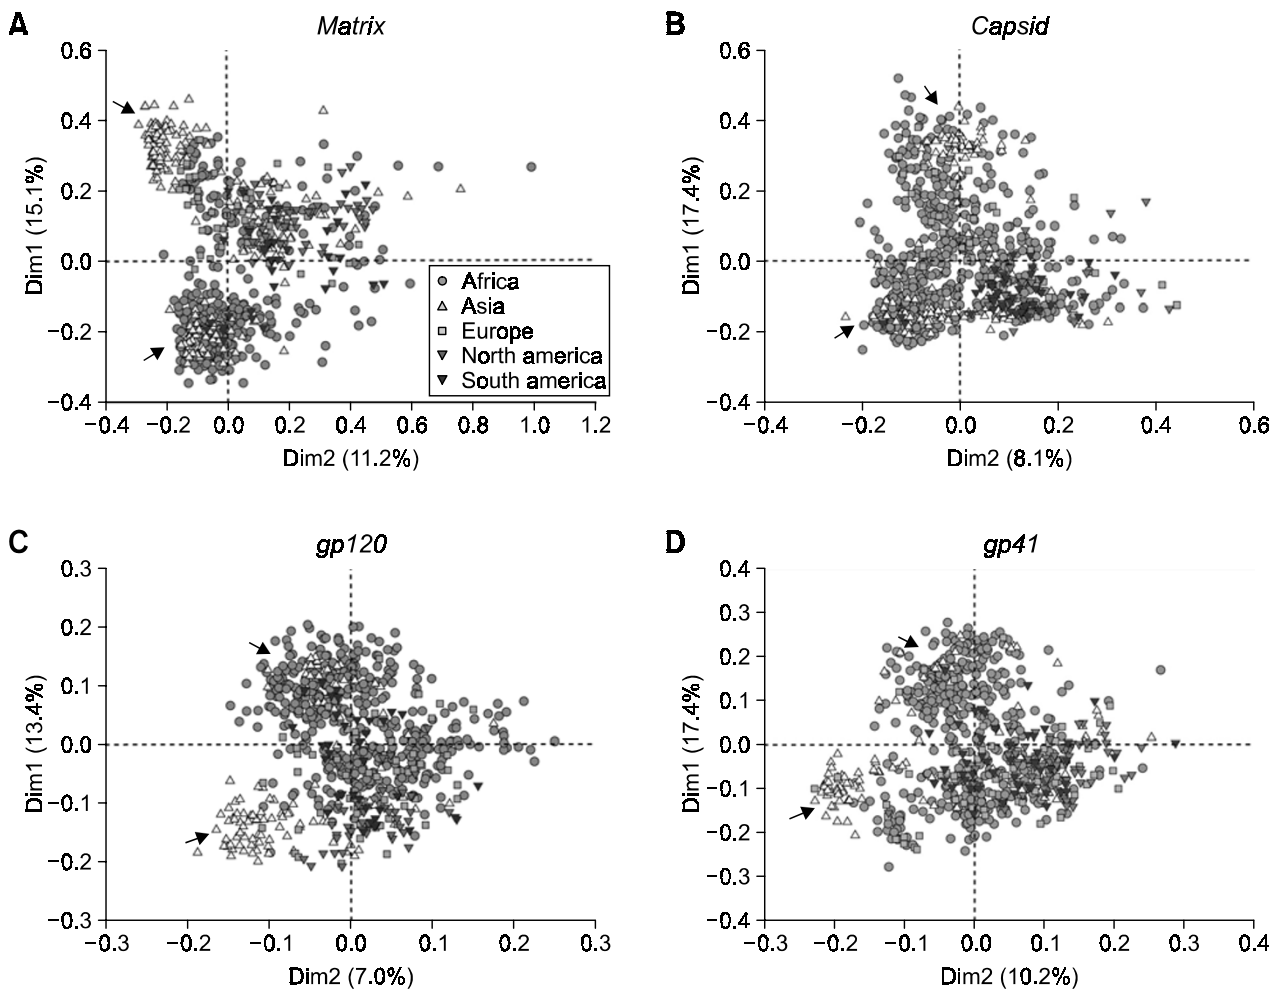 A
Matrix
0.6
0.4
0.2
0.0
−0.2
−0.4
Dim1 (15.1%)
−0.4
−0.2
0.0
0.2
0.4
0.6
0.8
1.0
1.2
Dim2 (11.2%)
Africa
Asia
Europe
North america
South america
B
Capsid
0.6
0.4
0.2
0.0
−0.2
−0.4
Dim1 (17.4%)
−0.4
−0.2
0.0
0.2
0.4
0.6
Dim2 (8.1%)
C
gp120
0.3
0.2
0.1
0.0
−0.1
−0.2
−0.3
Dim1 (13.4%)
−0.3
−0.2
−0.1
0.0
0.1
0.2
0.3
Dim2 (7.0%)
D
gp41
0.4
0.3
0.2
0.1
0.0
−0.1
−0.2
−0.3
−0.4
Dim1 (17.4%)
−0.3
−0.2
−0.1
0.0
0.1
0.2
0.3
0.4
Dim2 (10.2%)